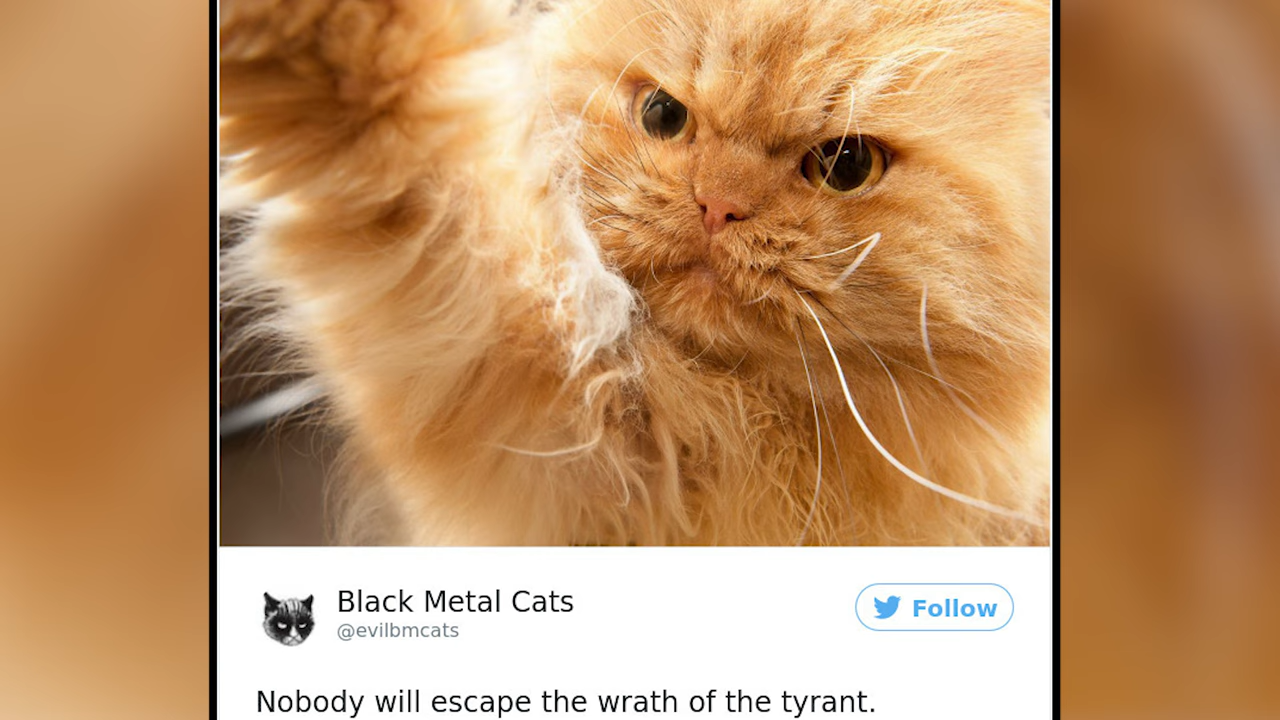 Black Metal Cats
@evilbmcats
Follow
Nobody will escape the wrath of the tyrant.